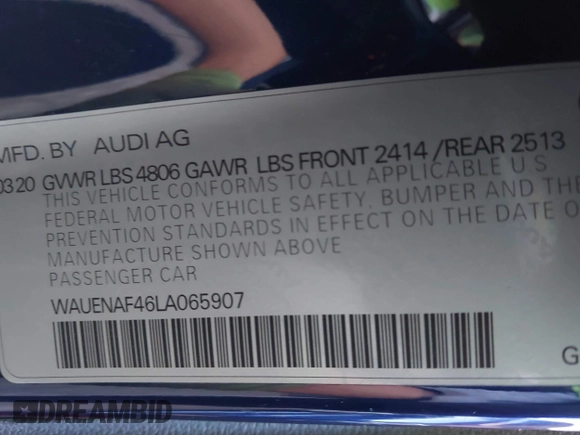 MFD. BY AUDI AG
0320 GVWR LBS 4806 GAWR LBS FRONT 2414 /REAR 2513
THIS VEHICLE CONFORMS TO ALL APPLICABLE U S
FEDERAL MOTOR VEHICLE SAFETY, BUMPER AND THE
PREVENTION STANDARDS IN EFFECT ON THE DATE O
MANUFACTURE SHOWN ABOVE
PASSENGER CAR
WAUENAF46LA065907
G
DREAMBID